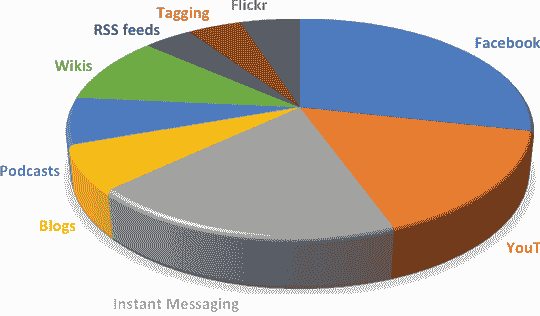 Flickr
Tagging
RSS feeds
Facebook
Wikis
Podcasts
Blogs
YouT
Instant Messaging